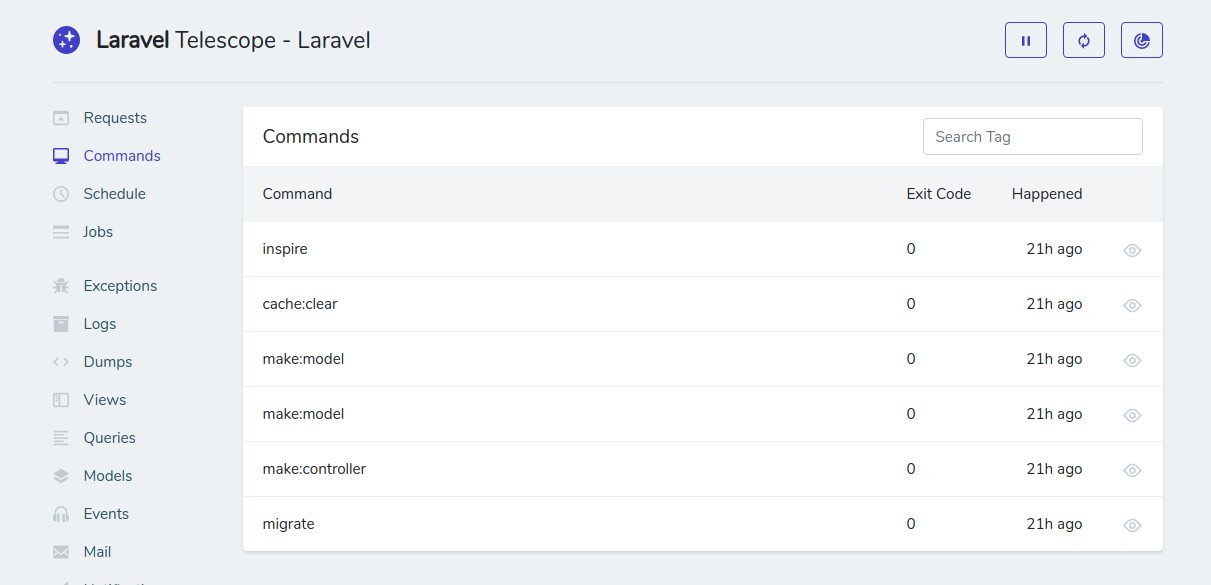 Laravel Telescope - Laravel
Requests
Commands
Schedule
Jobs
Exceptions
Logs
Dumps
Views
Queries
Models
Events
Mail
Commands
Search Tag
Command Exit Code Happened
inspire 0 21h ago
cache:clear 0 21h ago
make:model 0 21h ago
make:model 0 21h ago
make:controller 0 21h ago
migrate 0 21h ago